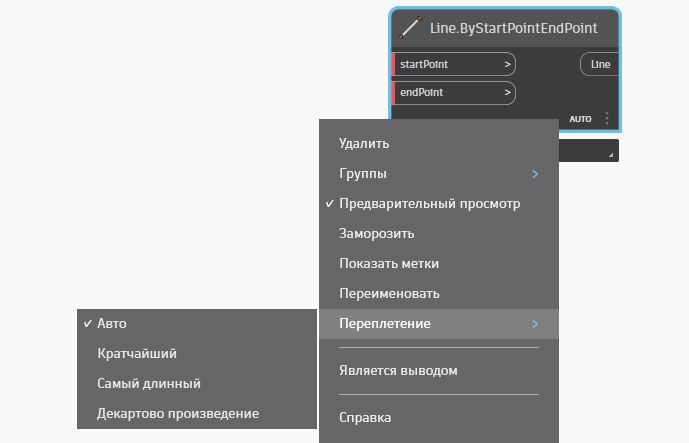 Line.ByStartPointEndPoint
startPoint >
Line
endPoint >
AUTO
Удалить
Группы >
✓ Предварительный просмотр
Заморозить
Показать метки
Переименовать
Переплетение >
Является выводом
Справка
✓ Авто
Кратчайший
Самый длинный
Декартово произведение